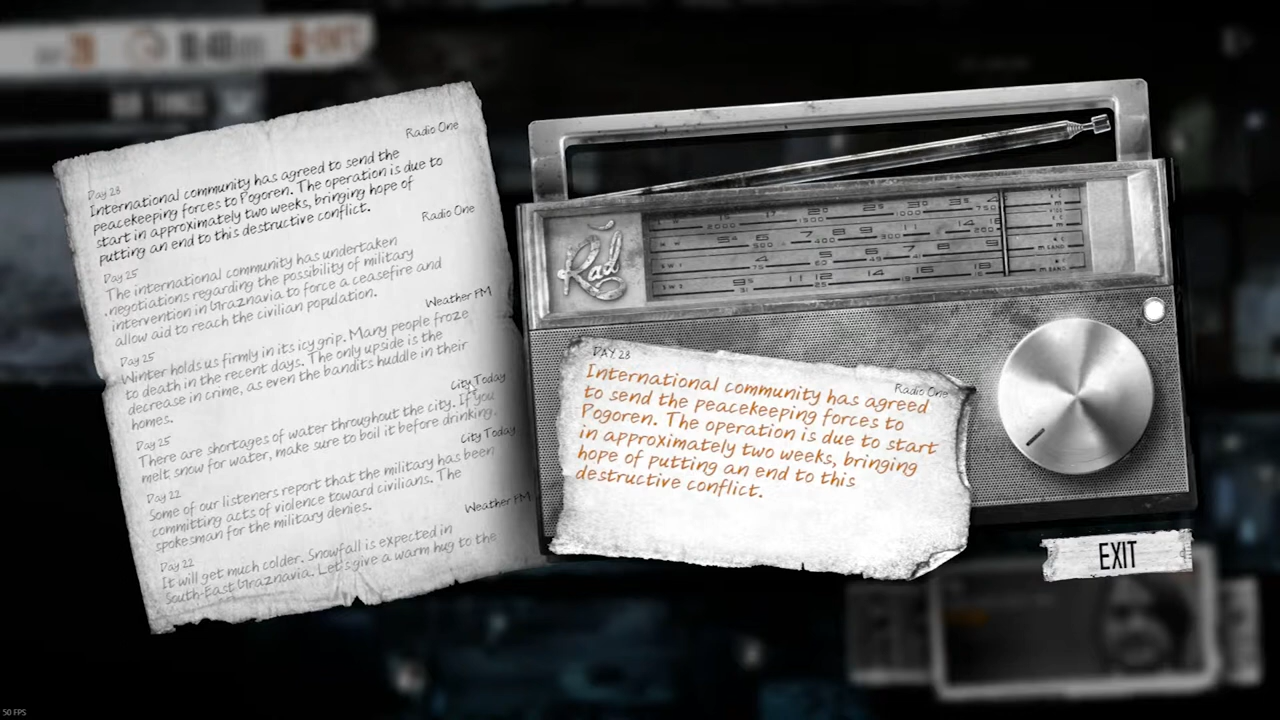 Radio One
Day 28
International community has agreed to send the
peacekeeping forces to Pogoren. The operation is due to
start in approximately two weeks, bringing hope of
putting an end to this destructive conflict.
Radio One
Day 25
The international community has undertaken
negotiations regarding the possibility of military
intervention in Graznavia to force a ceasefire and
allow aid to reach the civilian population.
Weather FM
Day 25
Winter holds us firmly in its icy grip. Many people froze
to death in the recent days. The only upside is the
decrease in crime, as even the bandits huddle in their
homes.
City Today
Day 25
There are shortages of water throughout the city. If you
melt snow for water, make sure to boil it before drinking.
City Today
Day 22
Some of our listeners report that the military has been
committing acts of violence toward civilians. The
spokesman for the military denies.
Weather FM
Day 22
It will get much colder. Snowfall is expected in
South-East Graznavia. Let's give a warm hug to the
Rad
DAY 28
Radio One
International community has agreed
to send the peacekeeping forces to
Pogoren. The operation is due to start
in approximately two weeks, bringing
hope of putting an end to this
destructive conflict.
EXIT
50 FPS